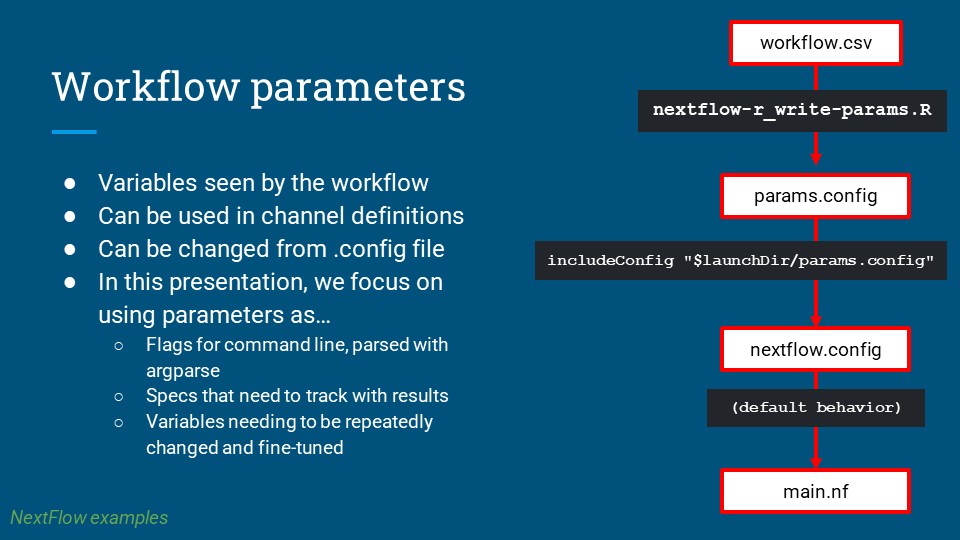 Workflow parameters
● Variables seen by the workflow
● Can be used in channel definitions
● Can be changed from .config file
● In this presentation, we focus on
using parameters as…
○ Flags for command line, parsed with
argparse
○ Specs that need to track with results
○ Variables needing to be repeatedly
changed and fine-tuned
NextFlow examples
workflow.csv
nextflow-r_write-params.R
params.config
includeConfig "$launchDir/params.config"
nextflow.config
(default behavior)
main.nf